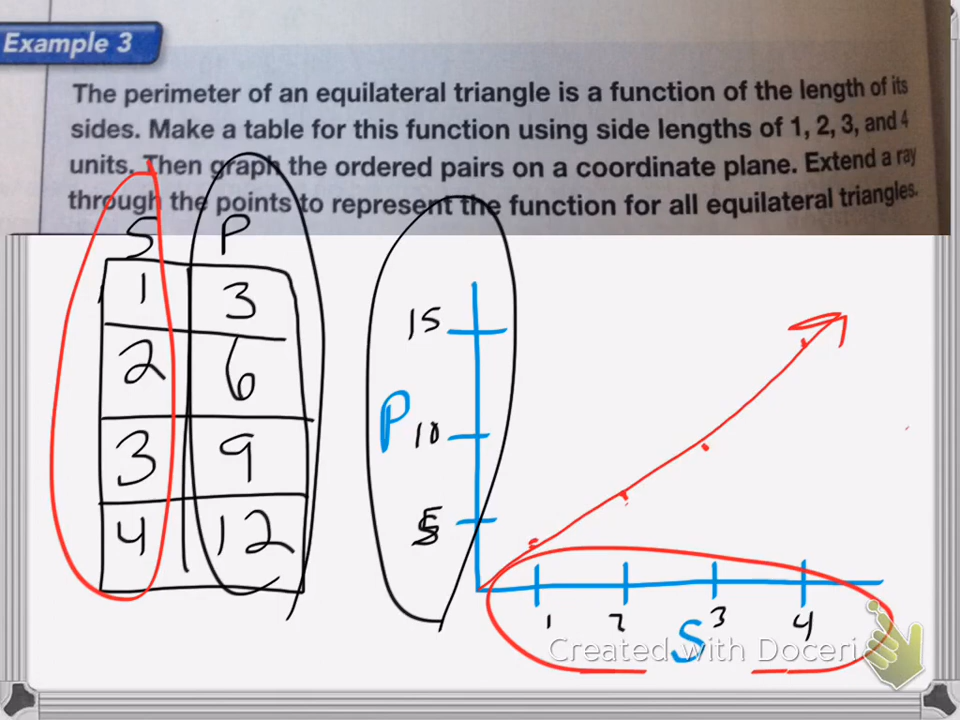 Example 3
The perimeter of an equilateral triangle is a function of the length of its
sides. Make a table for this function using side lengths of 1, 2, 3, and 4
units. Then graph the ordered pairs on a coordinate plane. Extend a ray
through the points to represent the function for all equilateral triangles.
S P
1 3
2 6
3 9
4 12
15
P 10
5
1 2 3 4
S
Created with Doceri